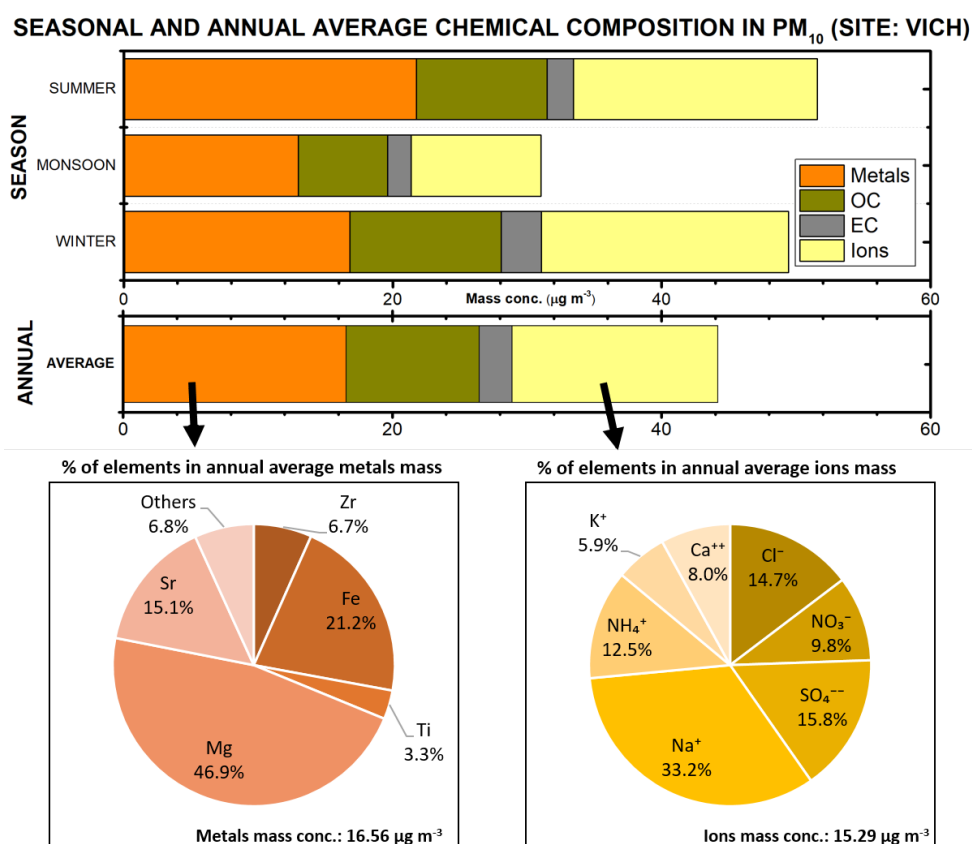 SEASONAL AND ANNUAL AVERAGE CHEMICAL COMPOSITION IN PM₁₀ (SITE: VICH)
SEASON
SUMMER
MONSOON
WINTER
Metals
OC
EC
Ions
0 20 40 60
Mass conc. (µg m⁻³)
ANNUAL
AVERAGE
0 20 40 60
% of elements in annual average metals mass
Others
6.8%
Zr
6.7%
Sr
15.1%
Fe
21.2%
Ti
3.3%
Mg
46.9%
Metals mass conc.: 16.56 µg m⁻³
% of elements in annual average ions mass
K⁺
5.9%
Ca⁺⁺
8.0%
Cl⁻
14.7%
NO₃⁻
9.8%
NH₄⁺
12.5%
SO₄⁻⁻
15.8%
Na⁺
33.2%
Ions mass conc.: 15.29 µg m⁻³